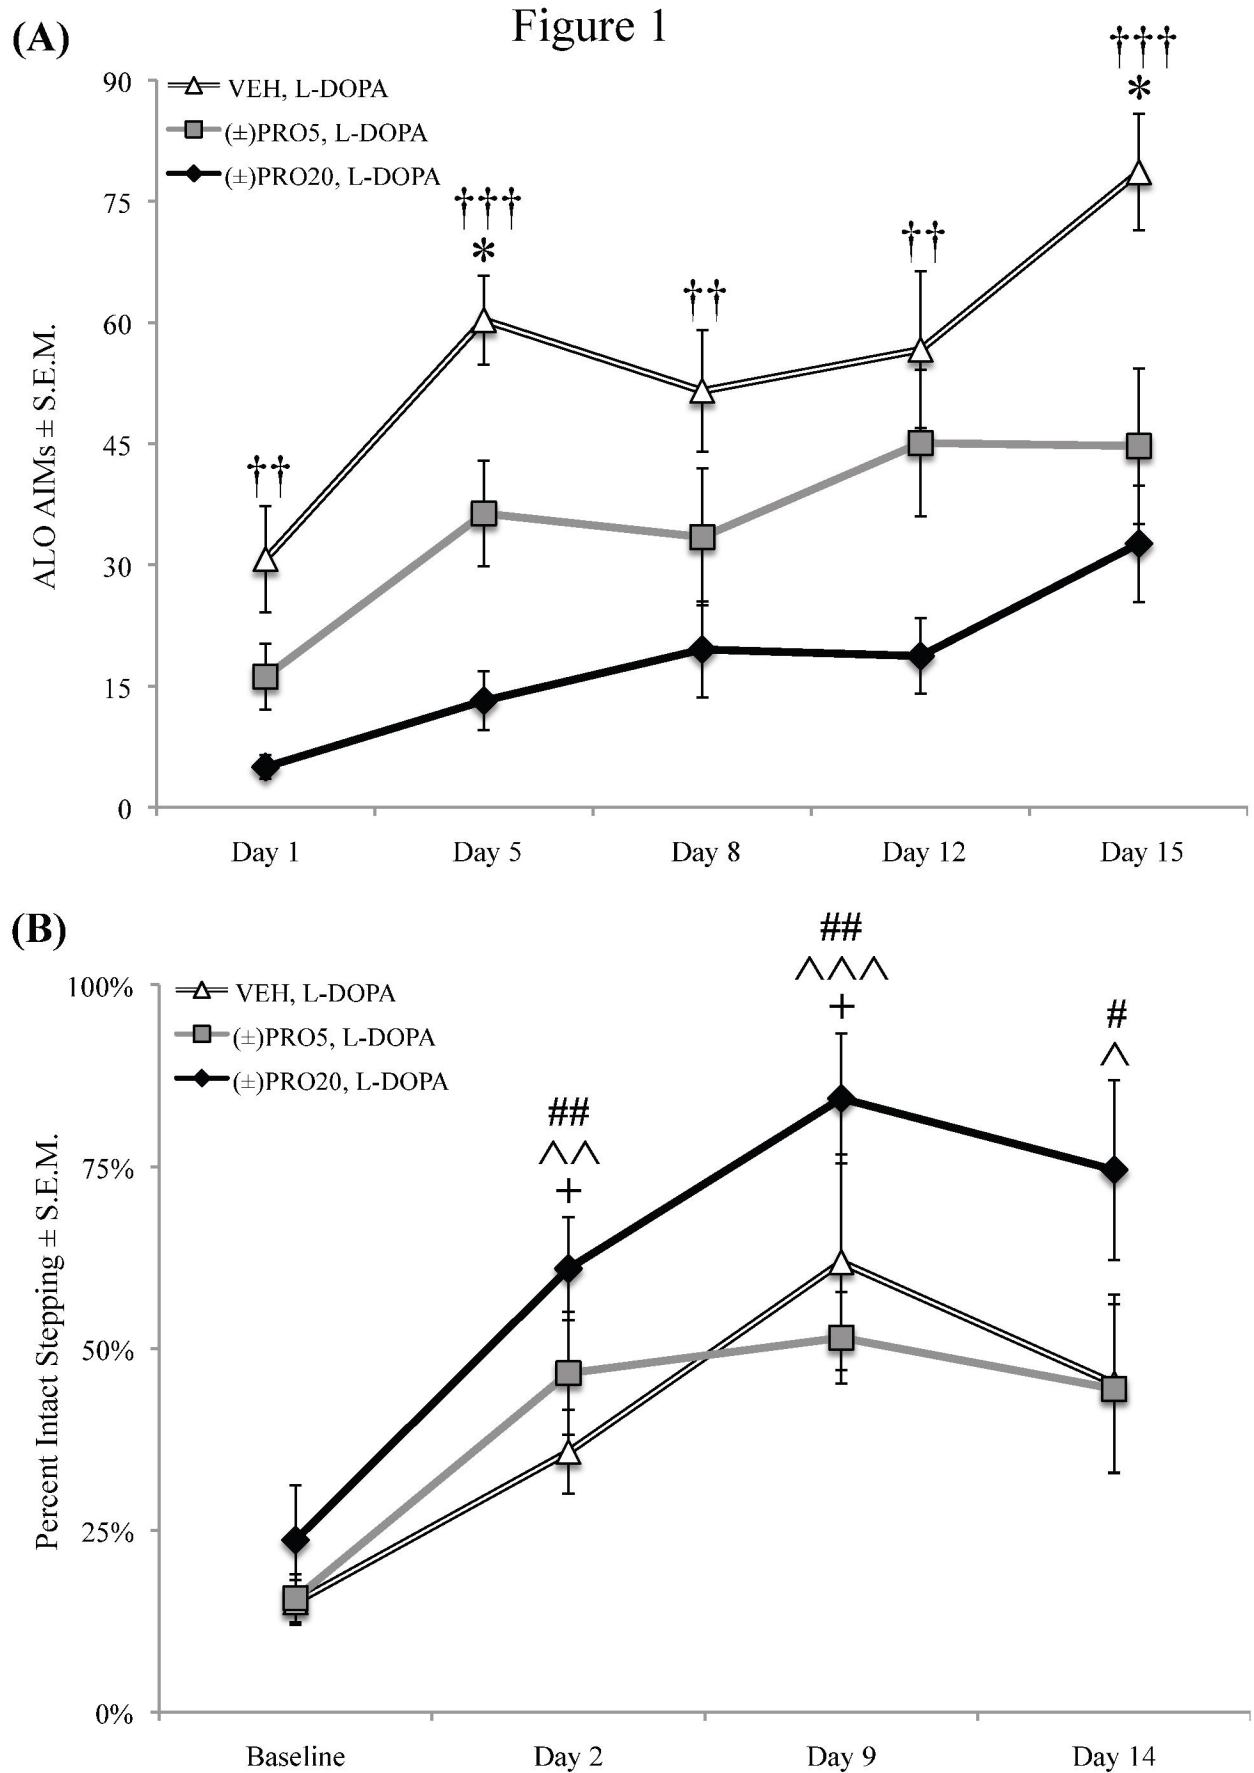 Figure 1
(A)
†††
*
90
VEH, L-DOPA
(±)PRO5, L-DOPA
(±)PRO20, L-DOPA
75
†††
*
††
††
60
ALO AIMs ± S.E.M.
45
††
30
15
0
Day 1 Day 5 Day 8 Day 12 Day 15
(B)
##
^^^
+
100%
VEH, L-DOPA
(±)PRO5, L-DOPA
(±)PRO20, L-DOPA
#
^
##
^^
+
75%
Percent Intact Stepping ± S.E.M.
50%
25%
0%
Baseline Day 2 Day 9 Day 14